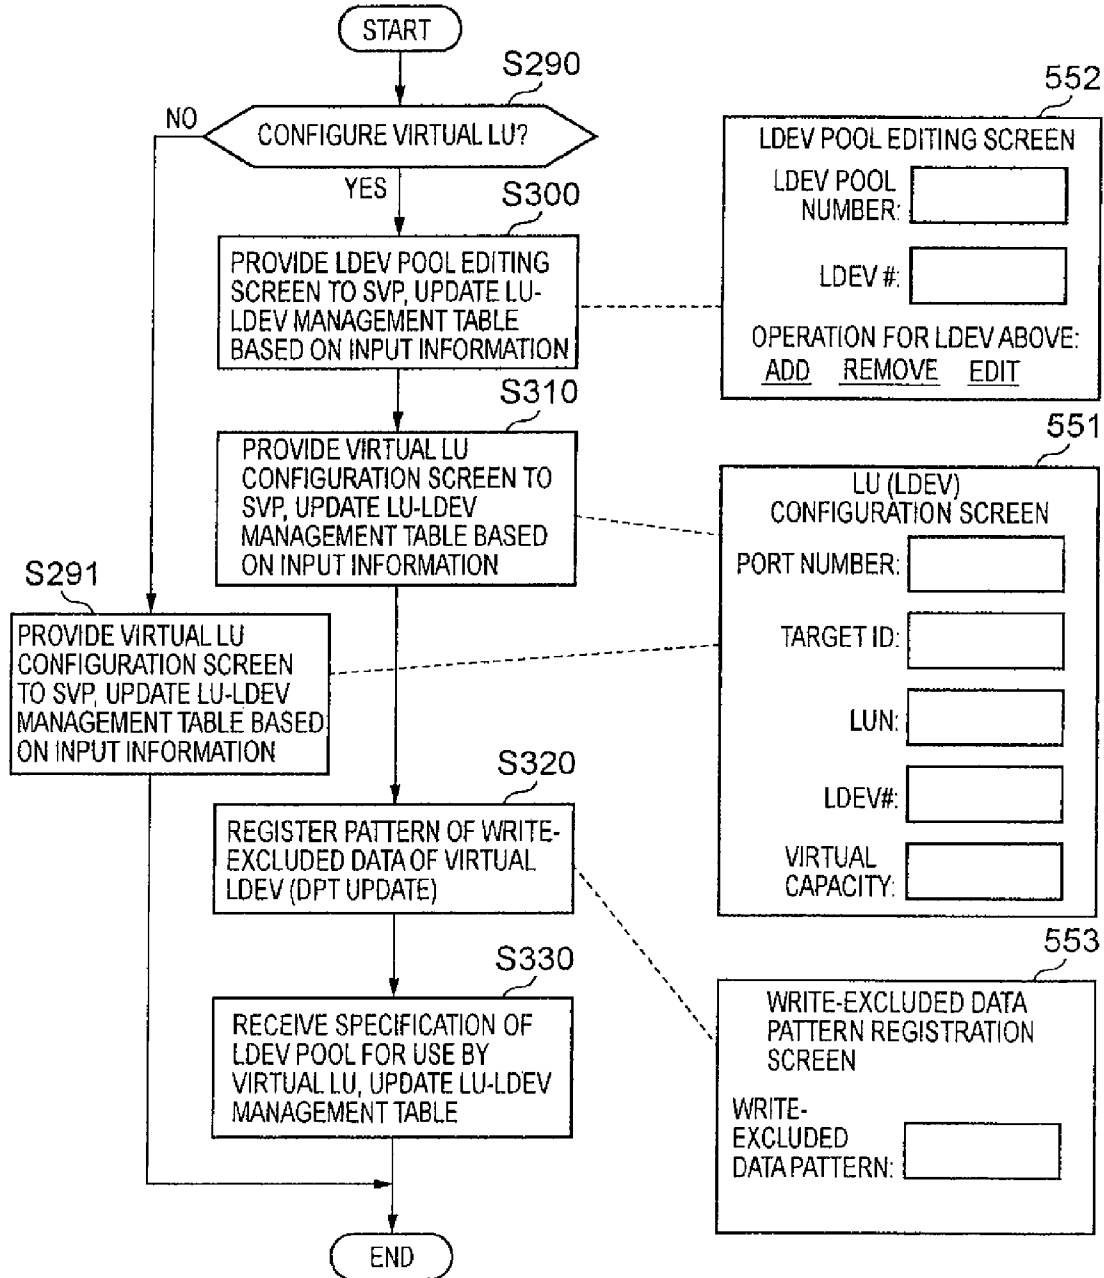 START
S290
CONFIGURE VIRTUAL LU?
NO
YES
S300
PROVIDE LDEV POOL EDITING
SCREEN TO SVP, UPDATE LU-
LDEV MANAGEMENT TABLE
BASED ON INPUT INFORMATION
S310
PROVIDE VIRTUAL LU
CONFIGURATION SCREEN TO
SVP, UPDATE LU-LDEV
MANAGEMENT TABLE BASED
ON INPUT INFORMATION
S291
PROVIDE VIRTUAL LU
CONFIGURATION SCREEN
TO SVP, UPDATE LU-LDEV
MANAGEMENT TABLE BASED
ON INPUT INFORMATION
S320
REGISTER PATTERN OF WRITE-
EXCLUDED DATA OF VIRTUAL
LDEV (DPT UPDATE)
S330
RECEIVE SPECIFICATION OF
LDEV POOL FOR USE BY
VIRTUAL LU, UPDATE LU-LDEV
MANAGEMENT TABLE
END
552
LDEV POOL EDITING SCREEN
LDEV POOL
NUMBER:
LDEV #:
OPERATION FOR LDEV ABOVE:
ADD REMOVE EDIT
551
LU (LDEV)
CONFIGURATION SCREEN
PORT NUMBER:
TARGET ID:
LUN:
LDEV#:
VIRTUAL
CAPACITY:
553
WRITE-EXCLUDED DATA
PATTERN REGISTRATION
SCREEN
WRITE-
EXCLUDED
DATA PATTERN: